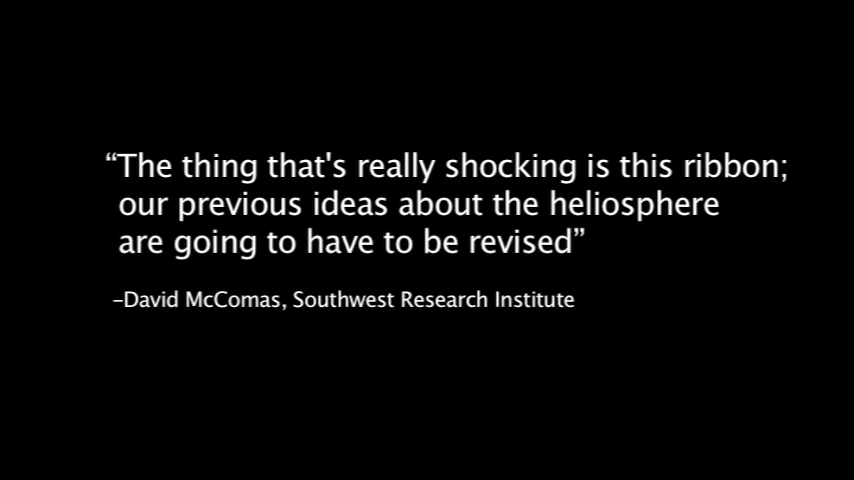 “The thing that's really shocking is this ribbon;
our previous ideas about the heliosphere
are going to have to be revised”
–David McComas, Southwest Research Institute